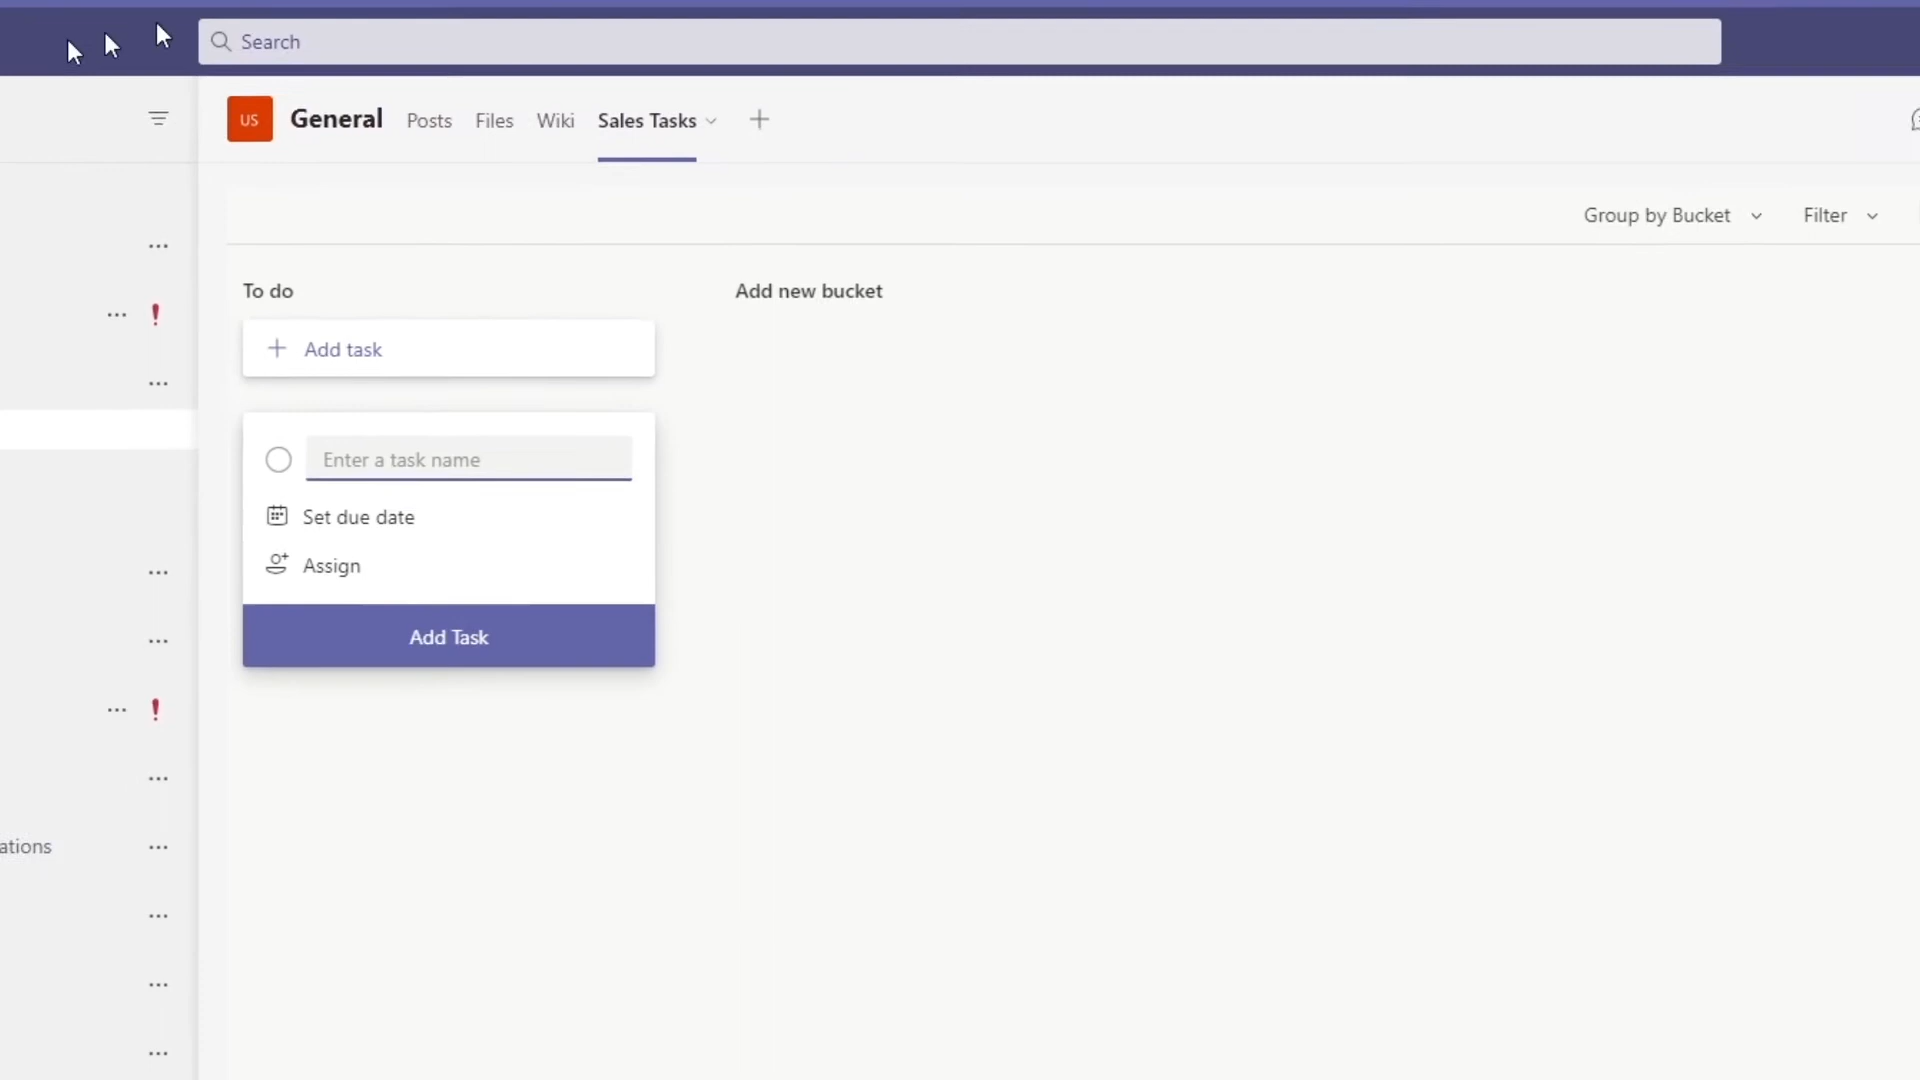 Search
US
General
Posts
Files
Wiki
Sales Tasks
Group by Bucket
Filter
To do
Add new bucket
Add task
Enter a task name
Set due date
Assign
Add Task
ations